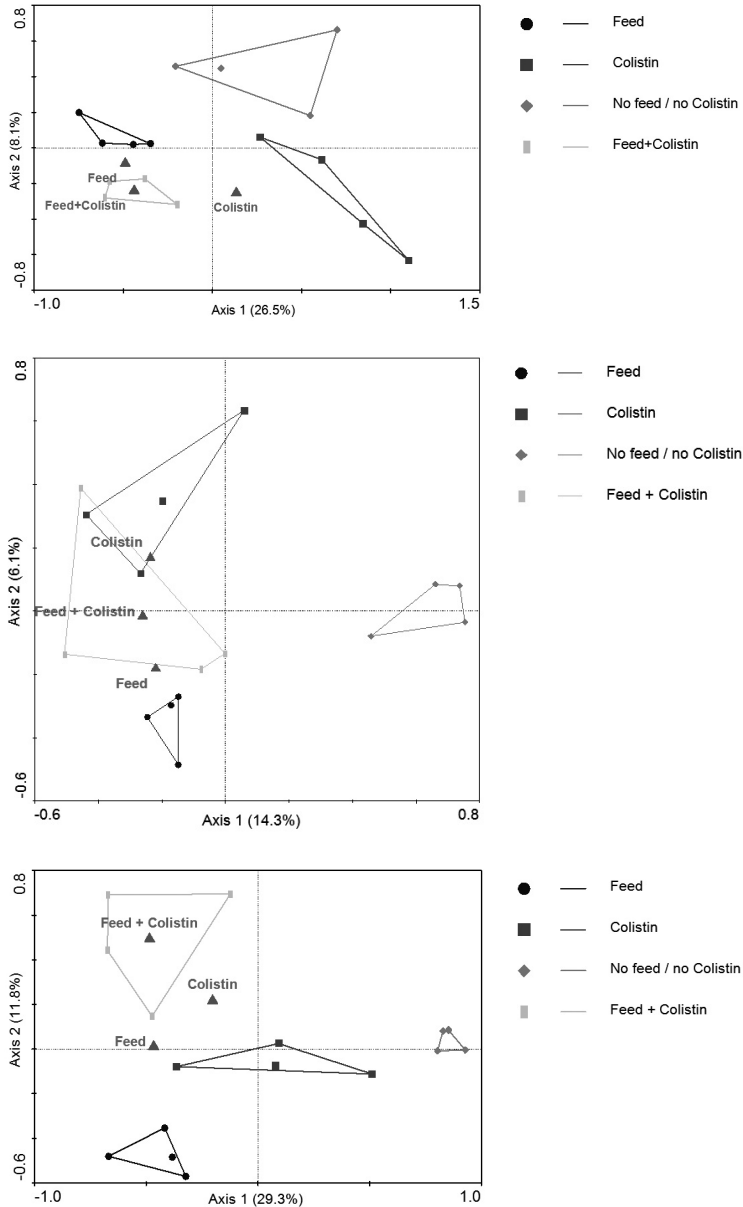 0.8
Axis 2 (8.1%)
-0.8
-1.0
Axis 1 (26.5%)
1.5
Feed
Feed+Colistin
Colistin
Feed
Colistin
No feed / no Colistin
Feed+Colistin
0.8
Axis 2 (6.1%)
-0.6
-0.6
Axis 1 (14.3%)
0.8
Colistin
Feed + Colistin
Feed
Feed
Colistin
No feed / no Colistin
Feed + Colistin
0.8
Axis 2 (11.8%)
-0.6
-1.0
Axis 1 (29.3%)
1.0
Feed + Colistin
Colistin
Feed
Feed
Colistin
No feed / no Colistin
Feed + Colistin